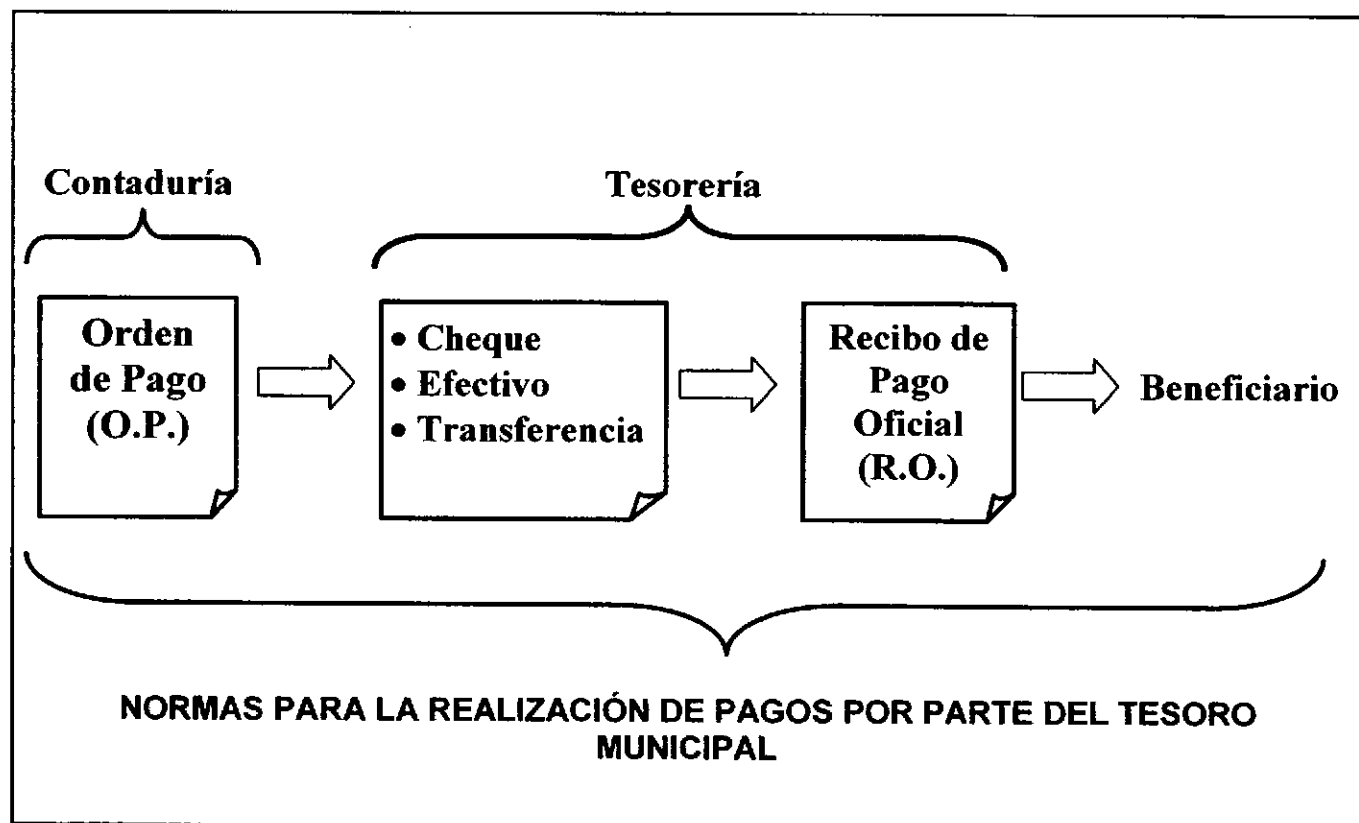 Contaduría
Tesorería
Orden
de Pago
(O.P.)
• Cheque
• Efectivo
• Transferencia
Recibo de
Pago
Oficial
(R.O.)
Beneficiario
NORMAS PARA LA REALIZACIÓN DE PAGOS POR PARTE DEL TESORO
MUNICIPAL